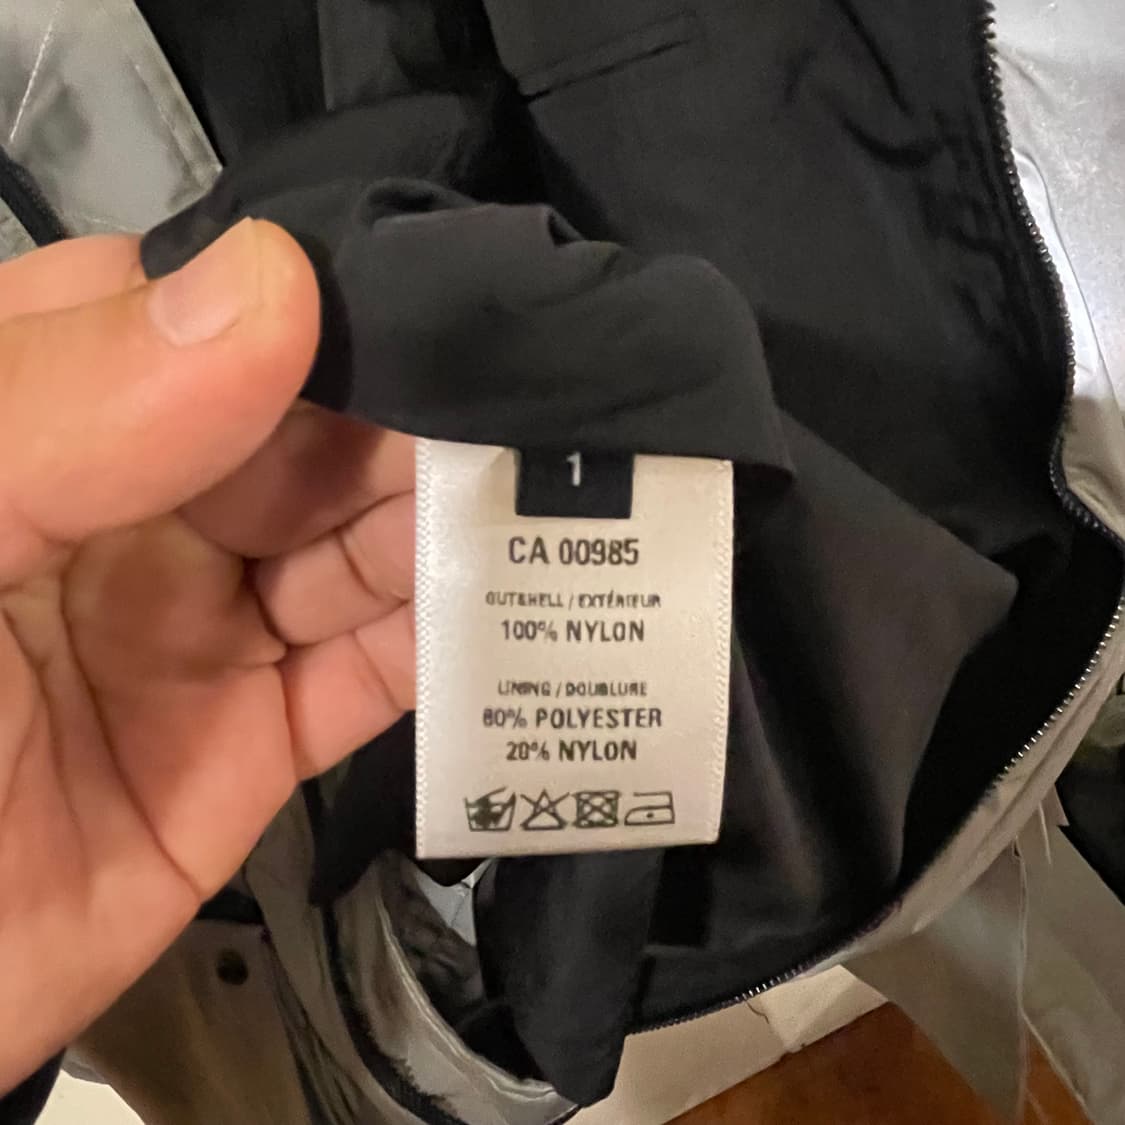 1
CA 00985
OUTSHELL / EXTÉRIEUR
100% NYLON
LINING / DOUBLURE
80% POLYESTER
20% NYLON